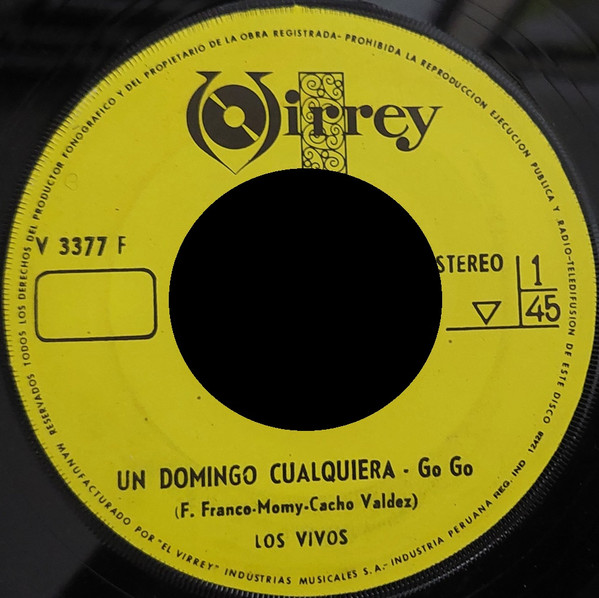 RESERVADOS TODOS LOS DERECHOS DEL PRODUCTOR FONOGRAFICO Y DEL PROPIETARIO DE LA OBRA REGISTRADA - PROHIBIDA LA REPRODUCCION EJECUCION PUBLICA Y RADIO-TELEDIFUSION DE ESTE DISCO
Virrey
V 3377 F
STEREO
1
45
UN DOMINGO CUALQUIERA - Go Go
(F. Franco-Momy-Cacho Valdez)
LOS VIVOS
MANUFACTURADO POR "EL VIRREY" INDUSTRIAS MUSICALES S.A. - INDUSTRIA PERUANA REG. IND 12428